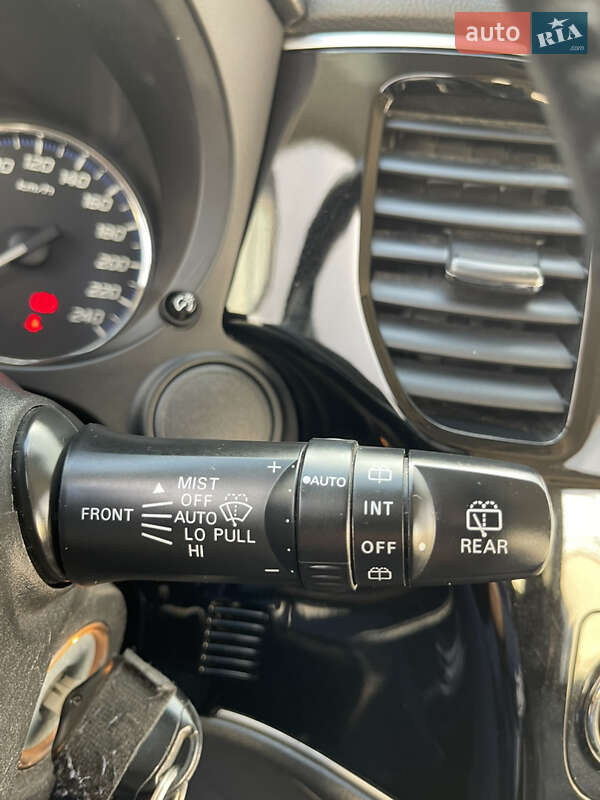 auto RIA
.com
120
140
160
180
200
220
240
km/h
MIST
OFF
FRONT AUTO
LO PULL
HI
+
−
•AUTO
INT
OFF
REAR